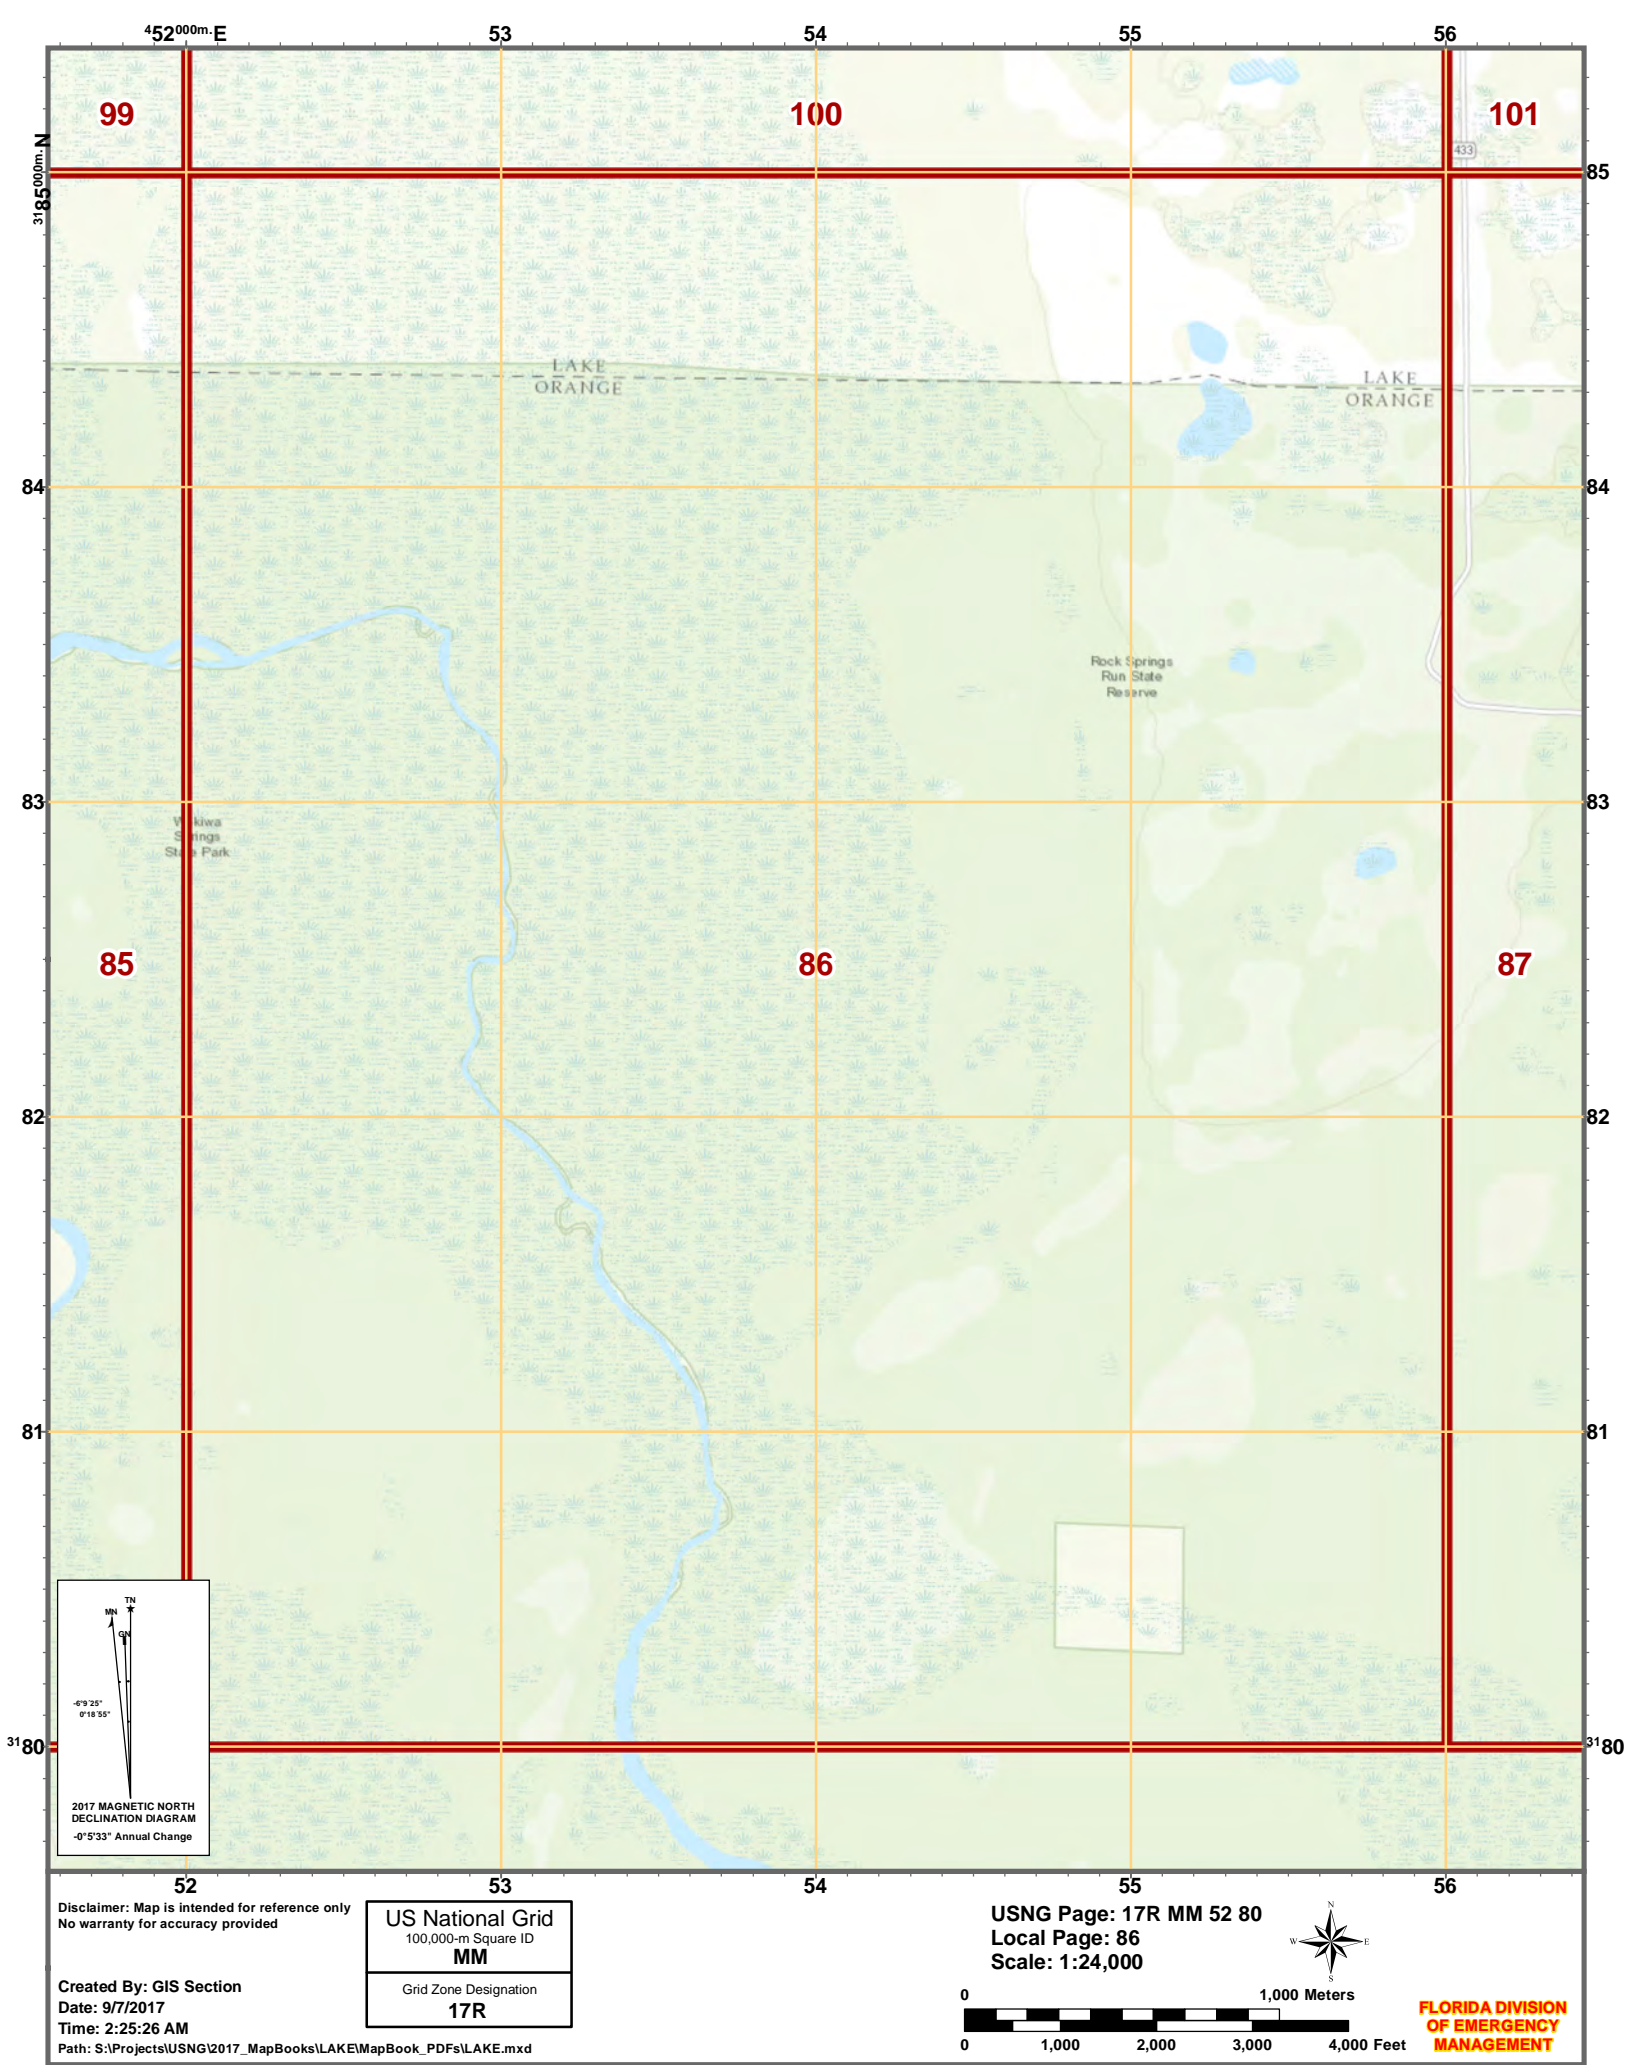 452000m.E 53 54 55 56
99 100 101
3185000m.N 85
433
LAKE
ORANGE
LAKE
ORANGE
84 84
Rock Springs
Run State
Reserve
83 83
Wekiwa
Springs
State Park
85 86 87
82 82
81 81
TN
MN
GN
-6°9'25"
0°18'55"
3180 3180
2017 MAGNETIC NORTH
DECLINATION DIAGRAM
-0°5'33" Annual Change
52 53 54 55 56
Disclaimer: Map is intended for reference only
No warranty for accuracy provided
Created By: GIS Section
Date: 9/7/2017
Time: 2:25:26 AM
Path: S:\Projects\USNG\2017_MapBooks\LAKE\MapBook_PDFs\LAKE.mxd
US National Grid
100,000-m Square ID
MM
Grid Zone Designation
17R
USNG Page: 17R MM 52 80
Local Page: 86
Scale: 1:24,000
N
W E
S
0 1,000 Meters
0 1,000 2,000 3,000 4,000 Feet
FLORIDA DIVISION
OF EMERGENCY
MANAGEMENT